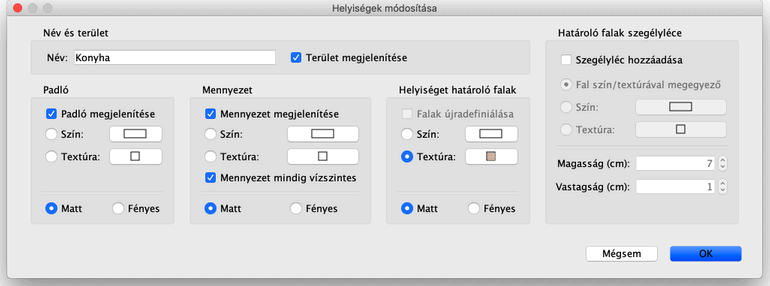 Helyiségek módosítása
Név és terület
Név: Konyha
Terület megjelenítése
Padló
Padló megjelenítése
Szín:
Textúra:
Matt Fényes
Mennyezet
Mennyezet megjelenítése
Szín:
Textúra:
Mennyezet mindig vízszintes
Matt Fényes
Helyiséget határoló falak
Falak újradefiniálása
Szín:
Textúra:
Matt Fényes
Határoló falak szegélyléce
Szegélyléc hozzáadása
Fal szín/textúrával megegyező
Szín:
Textúra:
Magasság (cm): 7
Vastagság (cm): 1
Mégsem OK